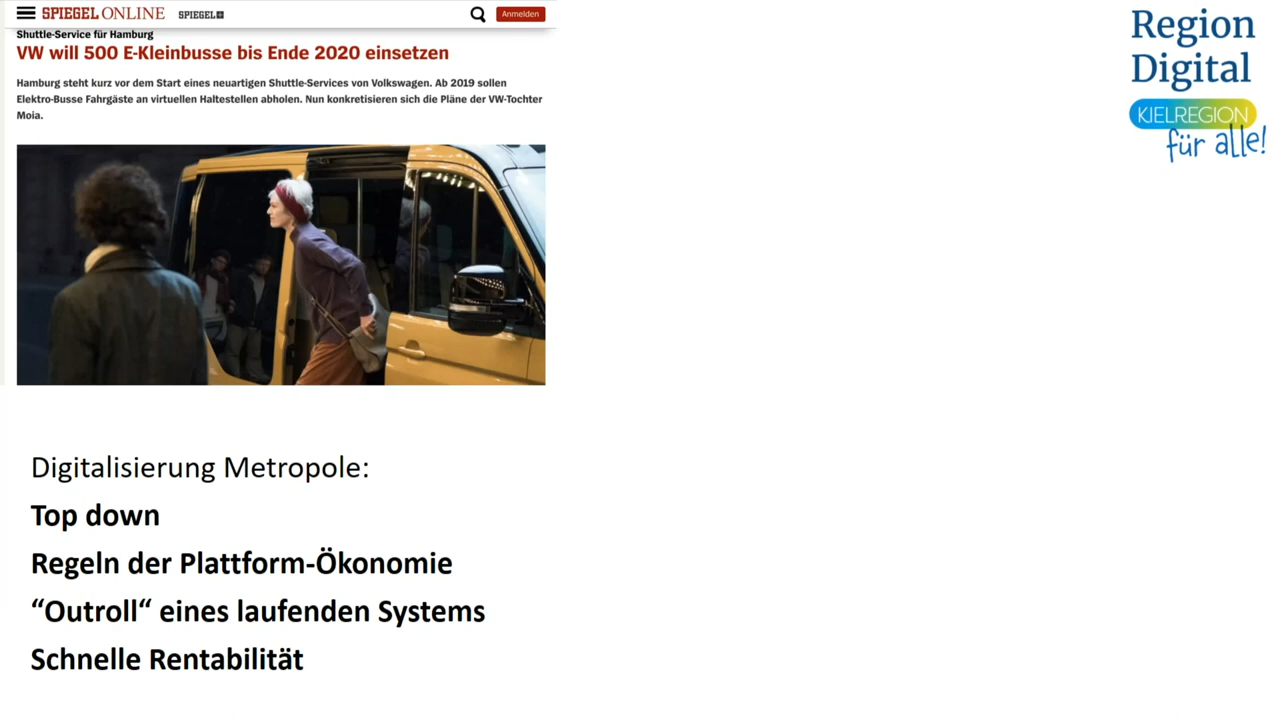 SPIEGEL ONLINE SPIEGEL+ Anmelden
Shuttle-Service für Hamburg
VW will 500 E-Kleinbusse bis Ende 2020 einsetzen
Hamburg steht kurz vor dem Start eines neuartigen Shuttle-Services von Volkswagen. Ab 2019 sollen
Elektro-Busse Fahrgäste an virtuellen Haltestellen abholen. Nun konkretisieren sich die Pläne der VW-Tochter
Moia.
Region
Digital
KIELREGION
für alle!
Digitalisierung Metropole:
Top down
Regeln der Plattform-Ökonomie
“Outroll“ eines laufenden Systems
Schnelle Rentabilität